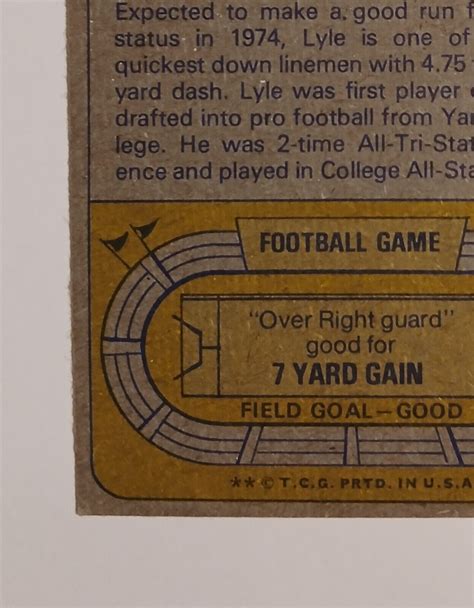 Expected to make a good run f
status in 1974, Lyle is one of
quickest down linemen with 4.75
yard dash. Lyle was first player
drafted into pro football from Yan
lege. He was 2-time All-Tri-Stat
ence and played in College All-Sta
FOOTBALL GAME
"Over Right guard"
good for
7 YARD GAIN
FIELD GOAL—GOOD
** © T.C.G. PRTD. IN U.S.A